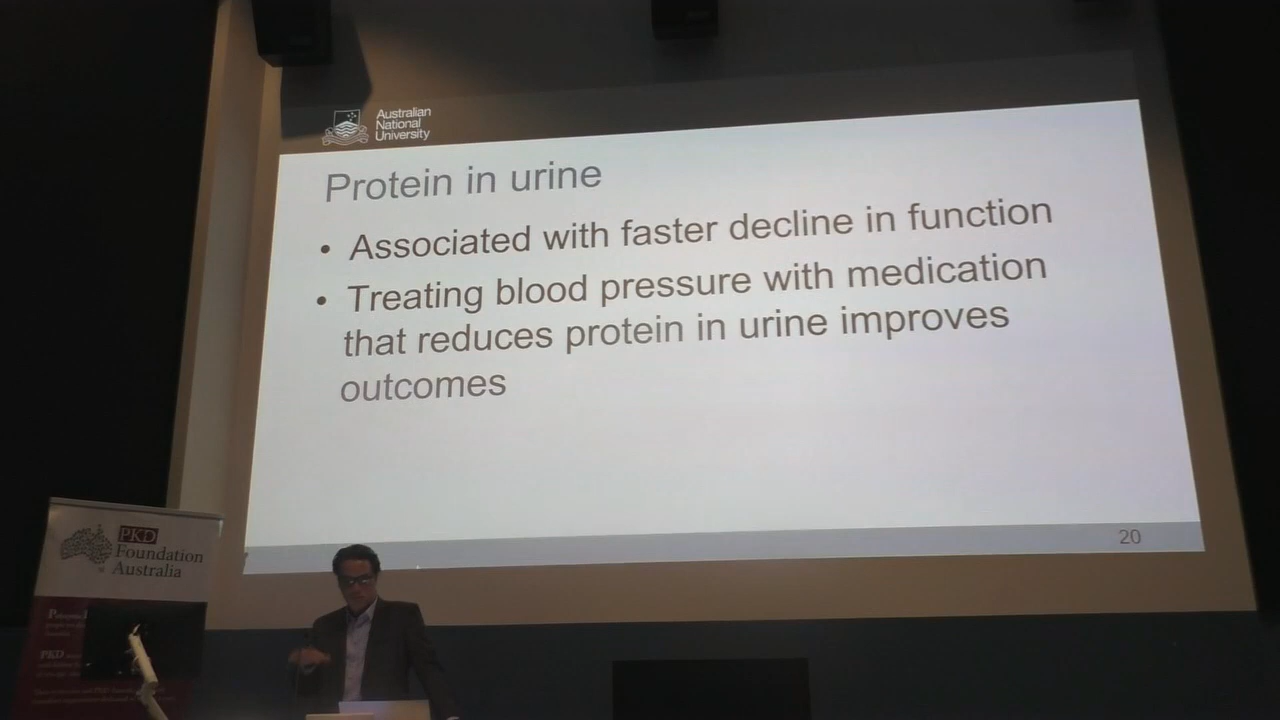 Australian
National
University
Protein in urine
• Associated with faster decline in function
• Treating blood pressure with medication
that reduces protein in urine improves
outcomes
20
PKD
Foundation
Australia
PKD